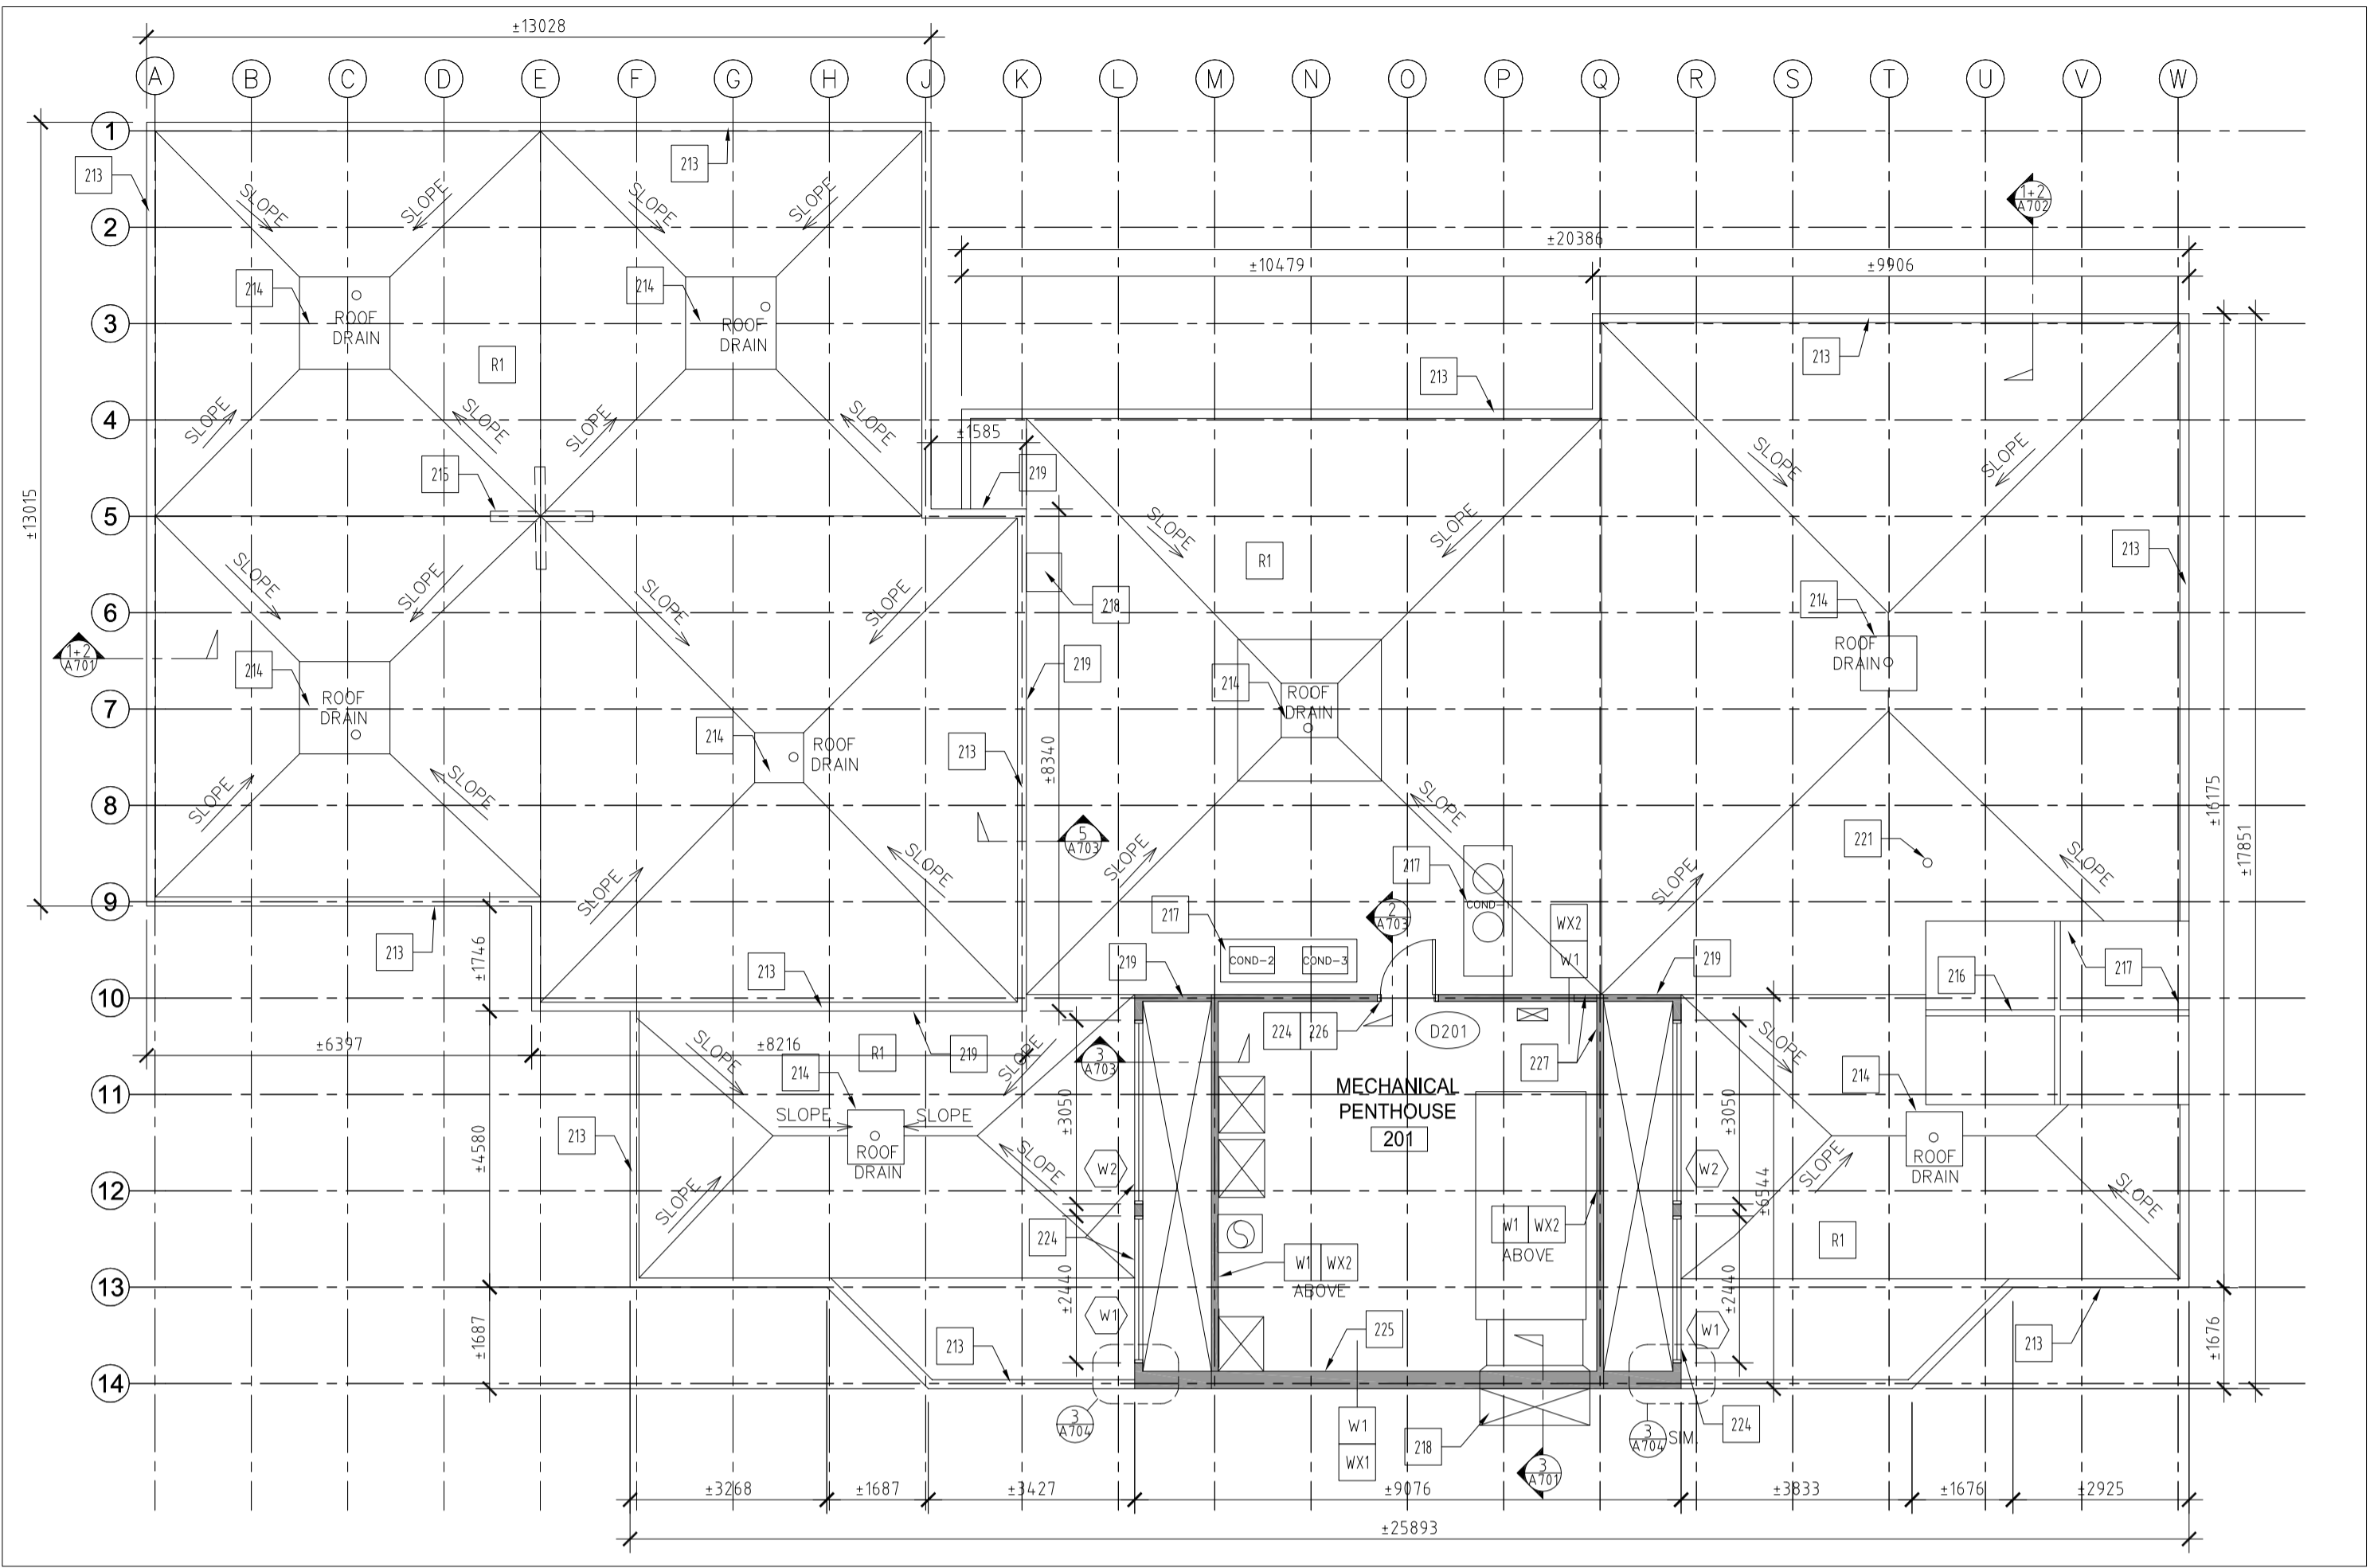 ±13028
A B C D E F G H J K L M N O P Q R S T U V W
1
213
213
1+2
A702
SLOPE SLOPE SLOPE SLOPE
2
±20386
±10479 ±9906
214 214
3
ROOF
DRAIN
ROOF
DRAIN
R1
213
213
4
SLOPE SLOPE SLOPE SLOPE
±1585
215
219
±13015
5
SLOPE SLOPE
SLOPE SLOPE
R1
213
SLOPE SLOPE SLOPE SLOPE
218
214
6
1+2
A701
214
219
ROOF
DRAIN
214
ROOF
DRAIN
7
ROOF
DRAIN
214
ROOF
DRAIN
213
±8340
8
SLOPE SLOPE
SLOPE
±16175
±17851
5
A703
221
SLOPE SLOPE
SLOPE SLOPE
SLOPE SLOPE
217
COND-1
9
217
2
A703
WX2
W1
213
±1746
213
219
COND-2 COND-3
219
216
217
10
224 226
D201
227
±6397
±8216
R1
219
SLOPE SLOPE
3
A703
SLOPE
214
214
11
MECHANICAL
PENTHOUSE
201
±3050
±3050
213
SLOPE SLOPE
ROOF
DRAIN
ROOF
DRAIN
±4580
W2
W2
SLOPE
SLOPE
±6544
12
SLOPE
SLOPE
224
W1 WX2
ABOVE
R1
W1 WX2
ABOVE
±2440
±2440
13
W1
W1
±1687
213
225
213
±1676
14
3
A704
W1
WX1
218
3
A704
SIM.
224
3
A701
±3268 ±1687 ±3427 ±9076 ±3833 ±1676 ±2925
±25893